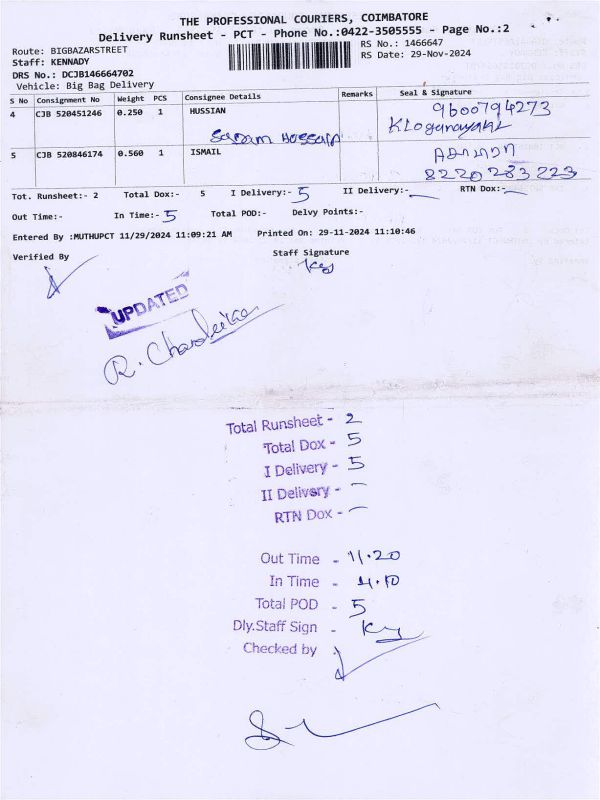 THE PROFESSIONAL COURIERS, COIMBATORE
Delivery Runsheet - PCT - Phone No.:0422-3505555 - Page No.:2
Route: BIGBAZARSTREET
RS No.: 1466647
Staff: KENNADY
RS Date: 29-Nov-2024
DRS No.: DCJB146664702
Vehicle: Big Bag Delivery
S No Consignment No Weight PCS Consignee Details Remarks Seal & Signature
4 CJB 520451246 0.250 1 HUSSIAN 9600794273
Sadam Hussain
5 CJB 520846174 0.560 1 ISMAIL
8220283223
Tot. Runsheet:- 2 Total Dox:- 5 I Delivery:- 5 II Delivery:- — RTN Dox:- —
Out Time:- In Time:- 5 Total POD:- Delvy Points:-
Entered By :MUTHUPCT 11/29/2024 11:09:21 AM Printed On: 29-11-2024 11:10:46
Verified By Staff Signature
UPDATED
Total Runsheet - 2
Total Dox - 5
I Delivery - 5
II Delivery - —
RTN Dox - —
Out Time - 11.20
In Time - 4.10
Total POD - 5
Dly.Staff Sign -
Checked by